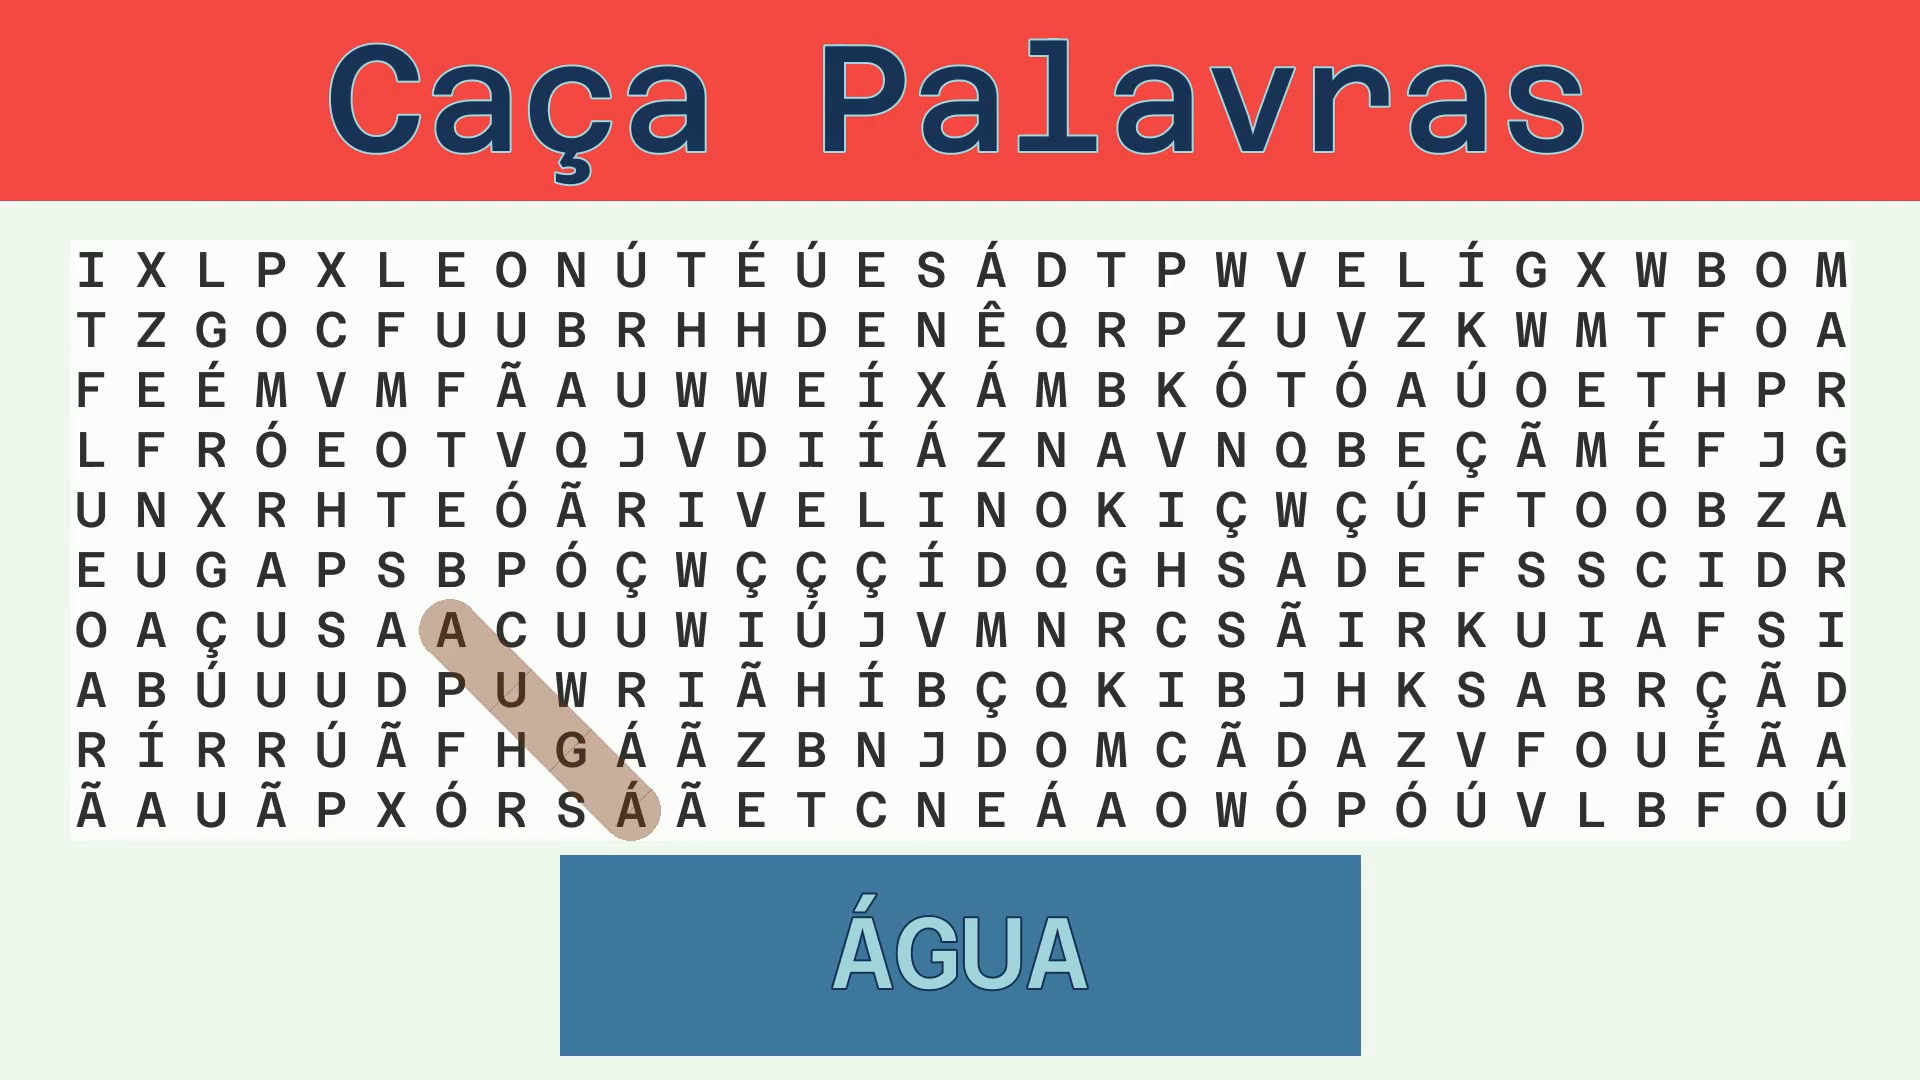 Caça Palavras
I X L P X L E O N Ú T É Ú E S Á D T P W V E L Í G X W B O M
T Z G O C F U U B R H H D E N Ê Q R P Z U V Z K W M T F O A
F E É M V M F Ã A U W W E Í X Á M B K Ó T Ó A Ú O E T H P R
L F R Ó E O T V Q J V D I Í Á Z N A V N Q B E Ç Ã M É F J G
U N X R H T E Ó Ã R I V E L I N O K I Ç W Ç Ú F T O O B Z A
E U G A P S B P Ó Ç W Ç Ç Ç Í D Q G H S A D E F S S C I D R
O A Ç U S A A C U U W I Ú J V M N R C S Ã I R K U I A F S I
A B Ú U U D P U W R I Ã H Í B Ç Q K I B J H K S A B R Ç Ã D
R Í R R Ú Ã F H G Á Ã Z B N J D O M C Ã D A Z V F O U É Ã A
Ã A U Ã P X Ó R S Á Ã E T C N E Á A O W Ó P Ó Ú V L B F O Ú
ÁGUA